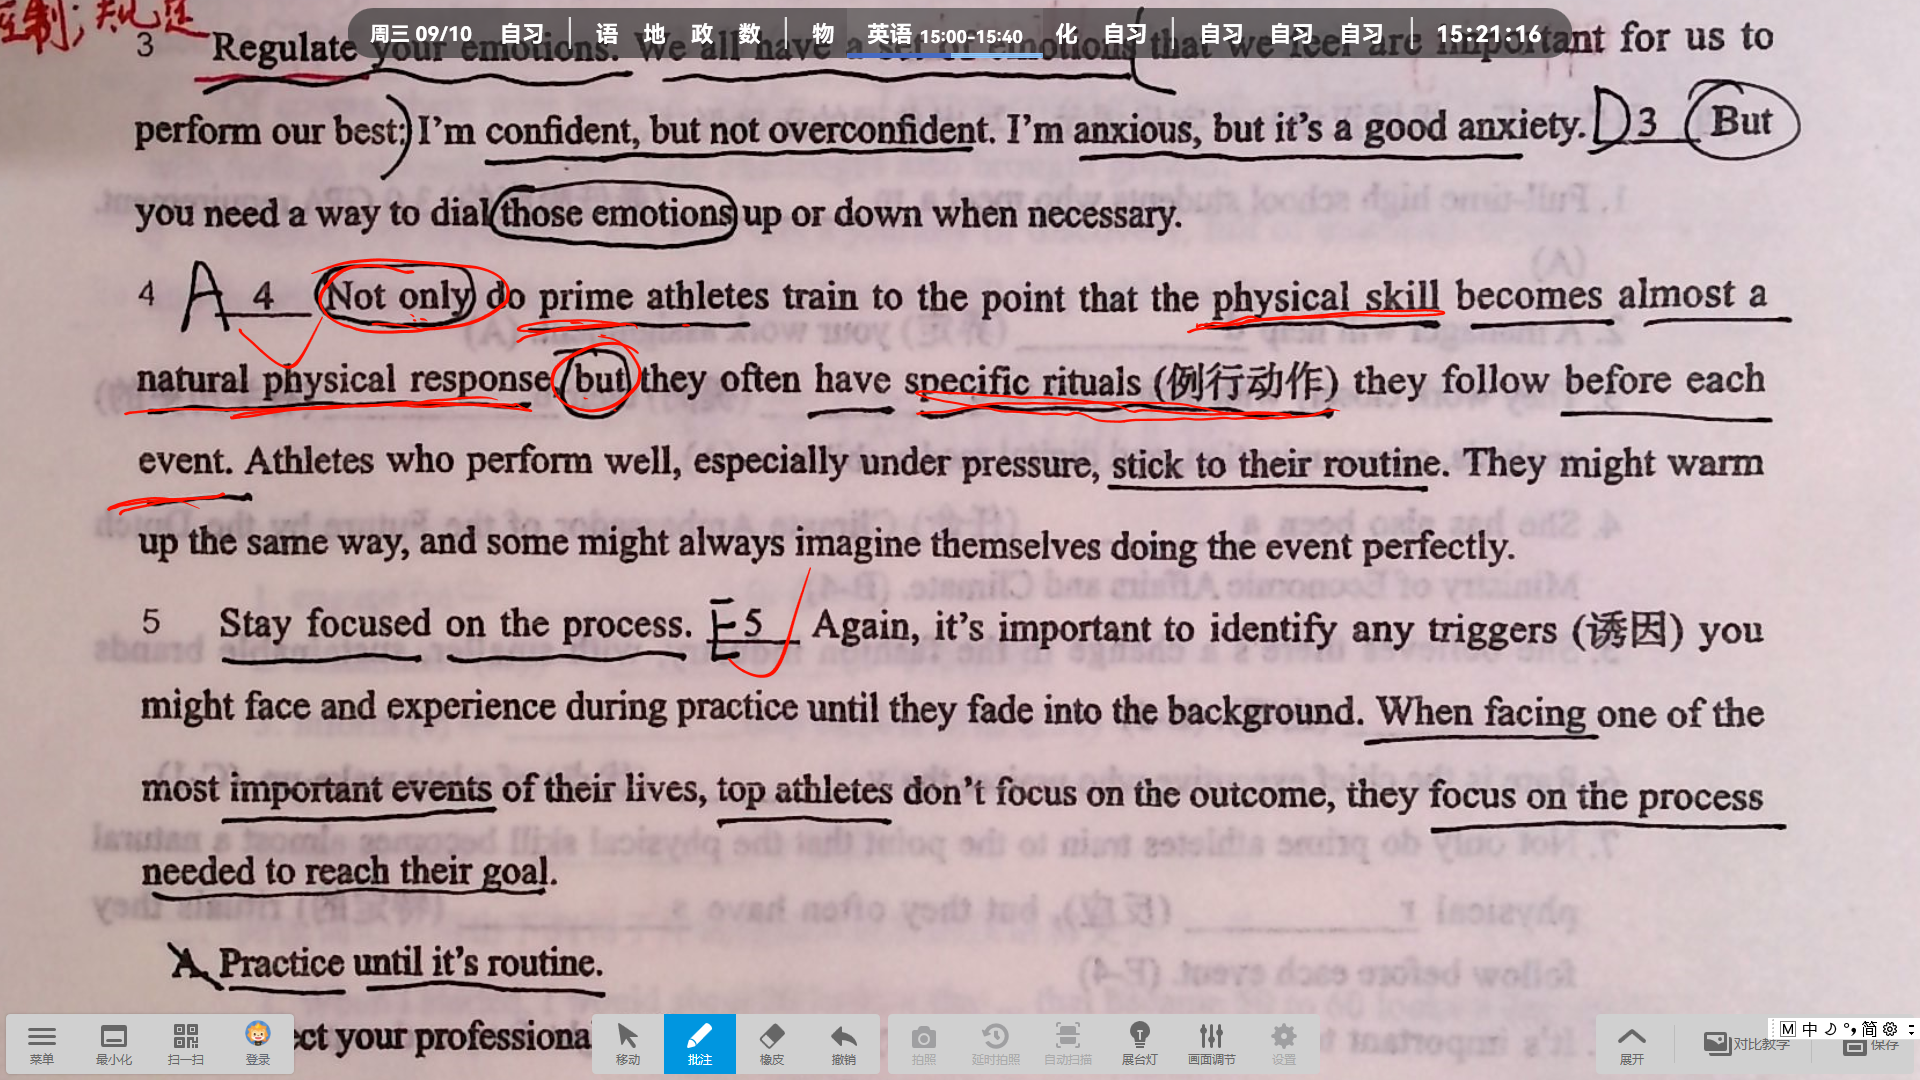 周三 09/10 自习 语 地 政 数 物 英语 15:00-15:40 化 自习 自习 自习 自习 15:21:16
3 Regulate your emotions. We all have a set of emotions that we feel are important for us to
perform our best: I'm confident, but not overconfident. I'm anxious, but it's a good anxiety. D 3 But
you need a way to dial those emotions up or down when necessary.
4 A 4 Not only do prime athletes train to the point that the physical skill becomes almost a
natural physical response, but they often have specific rituals (例行动作) they follow before each
event. Athletes who perform well, especially under pressure, stick to their routine. They might warm
up the same way, and some might always imagine themselves doing the event perfectly.
5 Stay focused on the process. E 5 Again, it's important to identify any triggers (诱因) you
might face and experience during practice until they fade into the background. When facing one of the
most important events of their lives, top athletes don't focus on the outcome, they focus on the process
needed to reach their goal.
A. Practice until it's routine.
ect your professiona
菜单 最小化 扫一扫 登录 移动 批注 橡皮 撤销 拍照 延时拍照 自动扫描 展台灯 画面调节 设置 展开 对比教学 保存
M 中 简